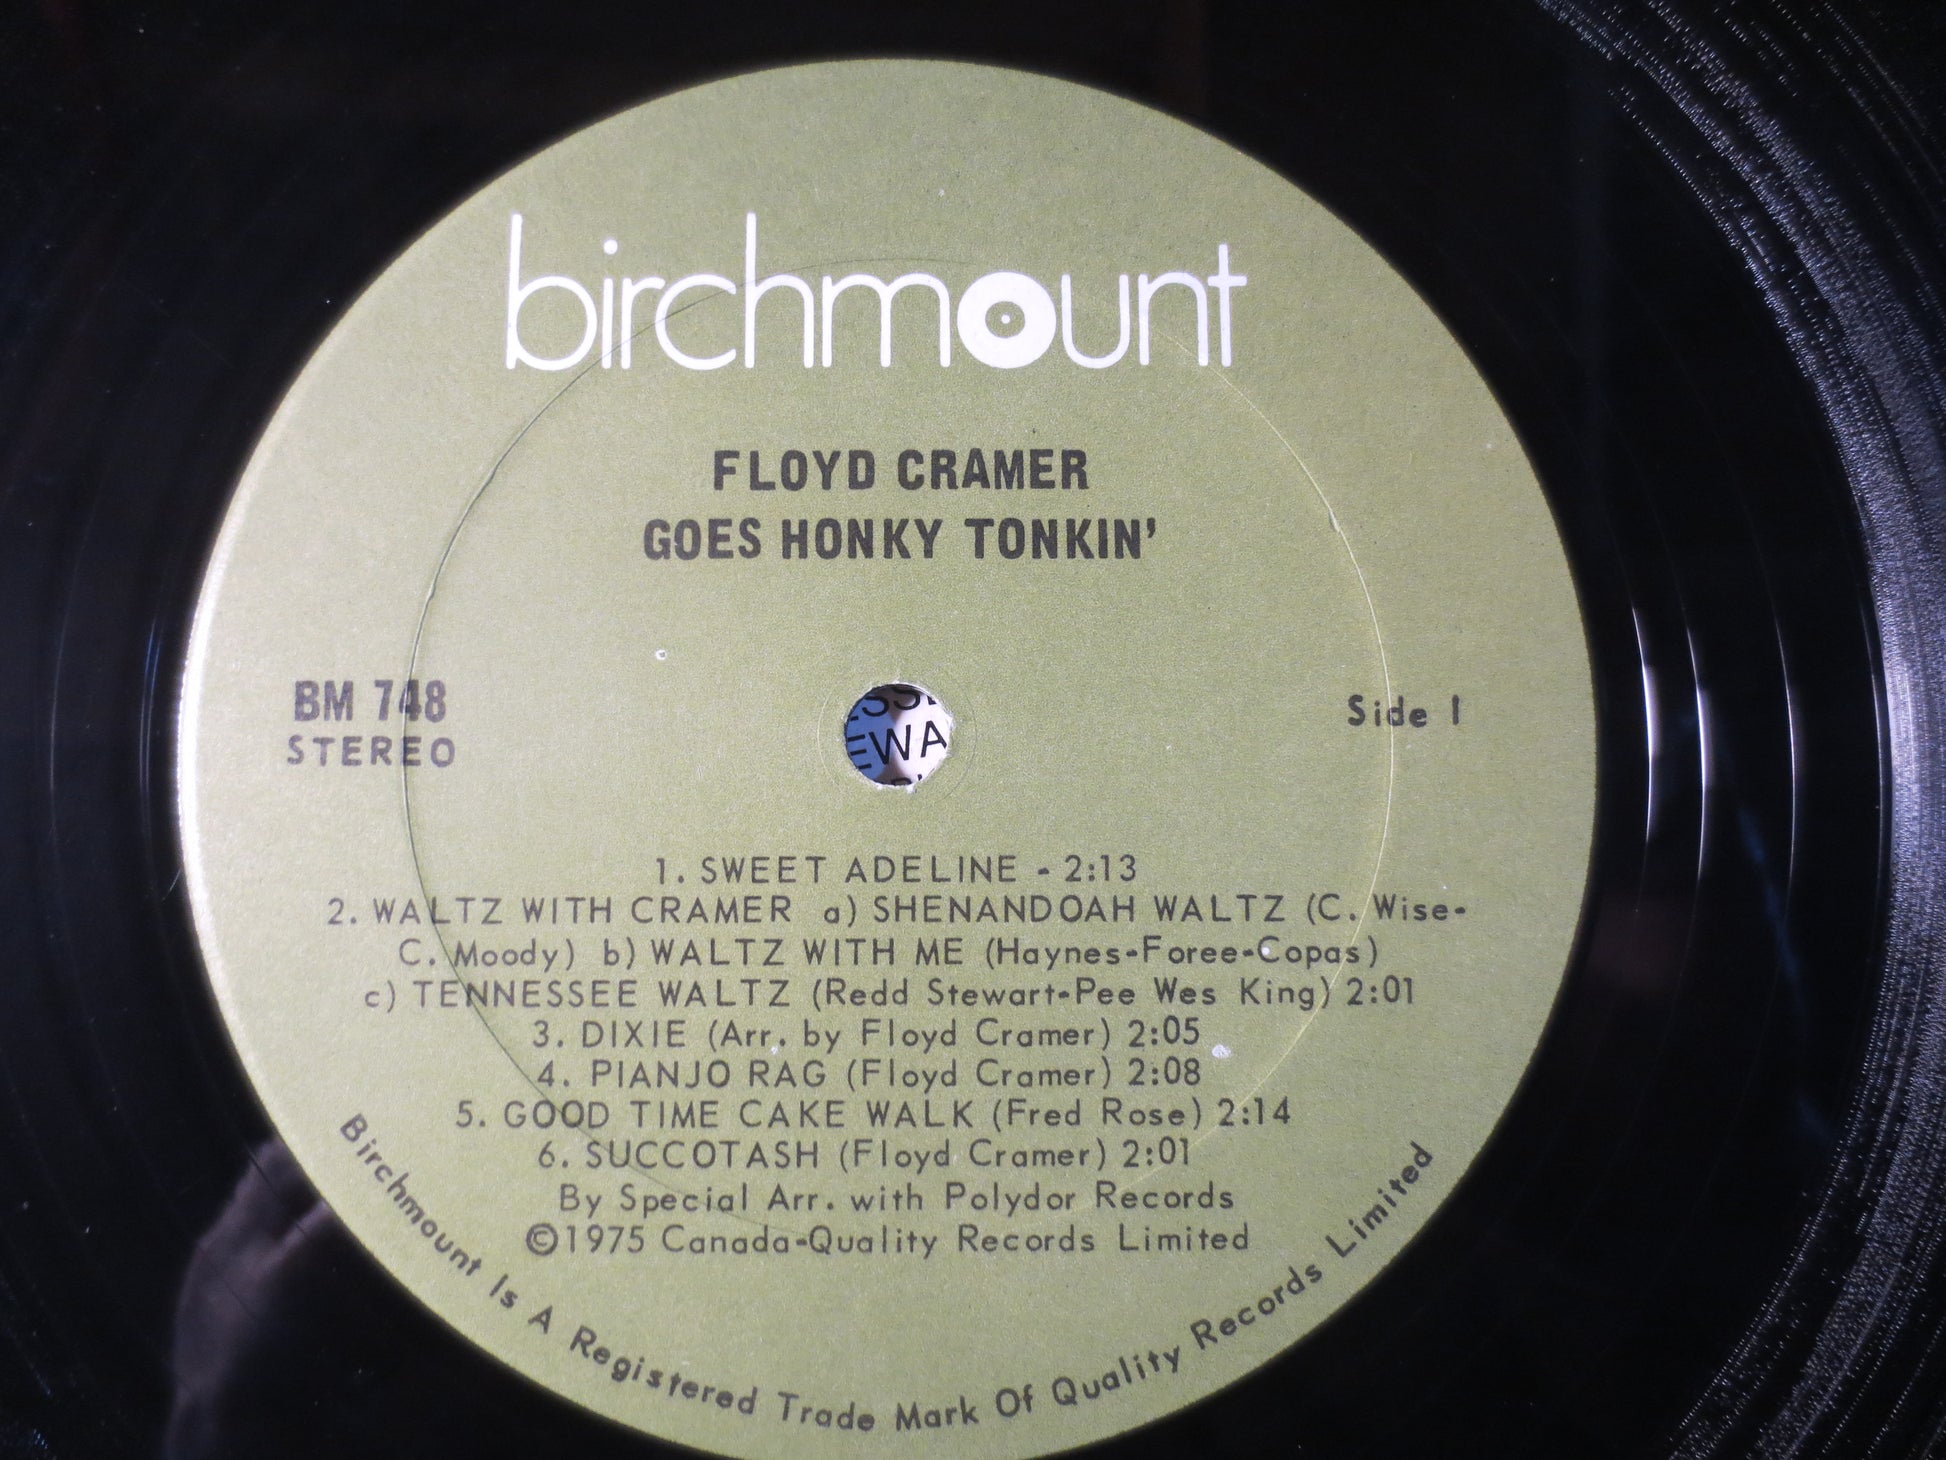 birchmount
FLOYD CRAMER
GOES HONKY TONKIN'
BM 748
STEREO
Side 1
EWA
1. SWEET ADELINE - 2:13
2. WALTZ WITH CRAMER a) SHENANDOAH WALTZ (C. Wise-
C. Moody) b) WALTZ WITH ME (Haynes-Foree-Copas)
c) TENNESSEE WALTZ (Redd Stewart-Pee Wes King) 2:01
3. DIXIE (Arr. by Floyd Cramer) 2:05
4. PIANJO RAG (Floyd Cramer) 2:08
5. GOOD TIME CAKE WALK (Fred Rose) 2:14
6. SUCCOTASH (Floyd Cramer) 2:01
By Special Arr. with Polydor Records
©1975 Canada-Quality Records Limited
Birchmount Is A Registered Trade Mark Of Quality Records Limited